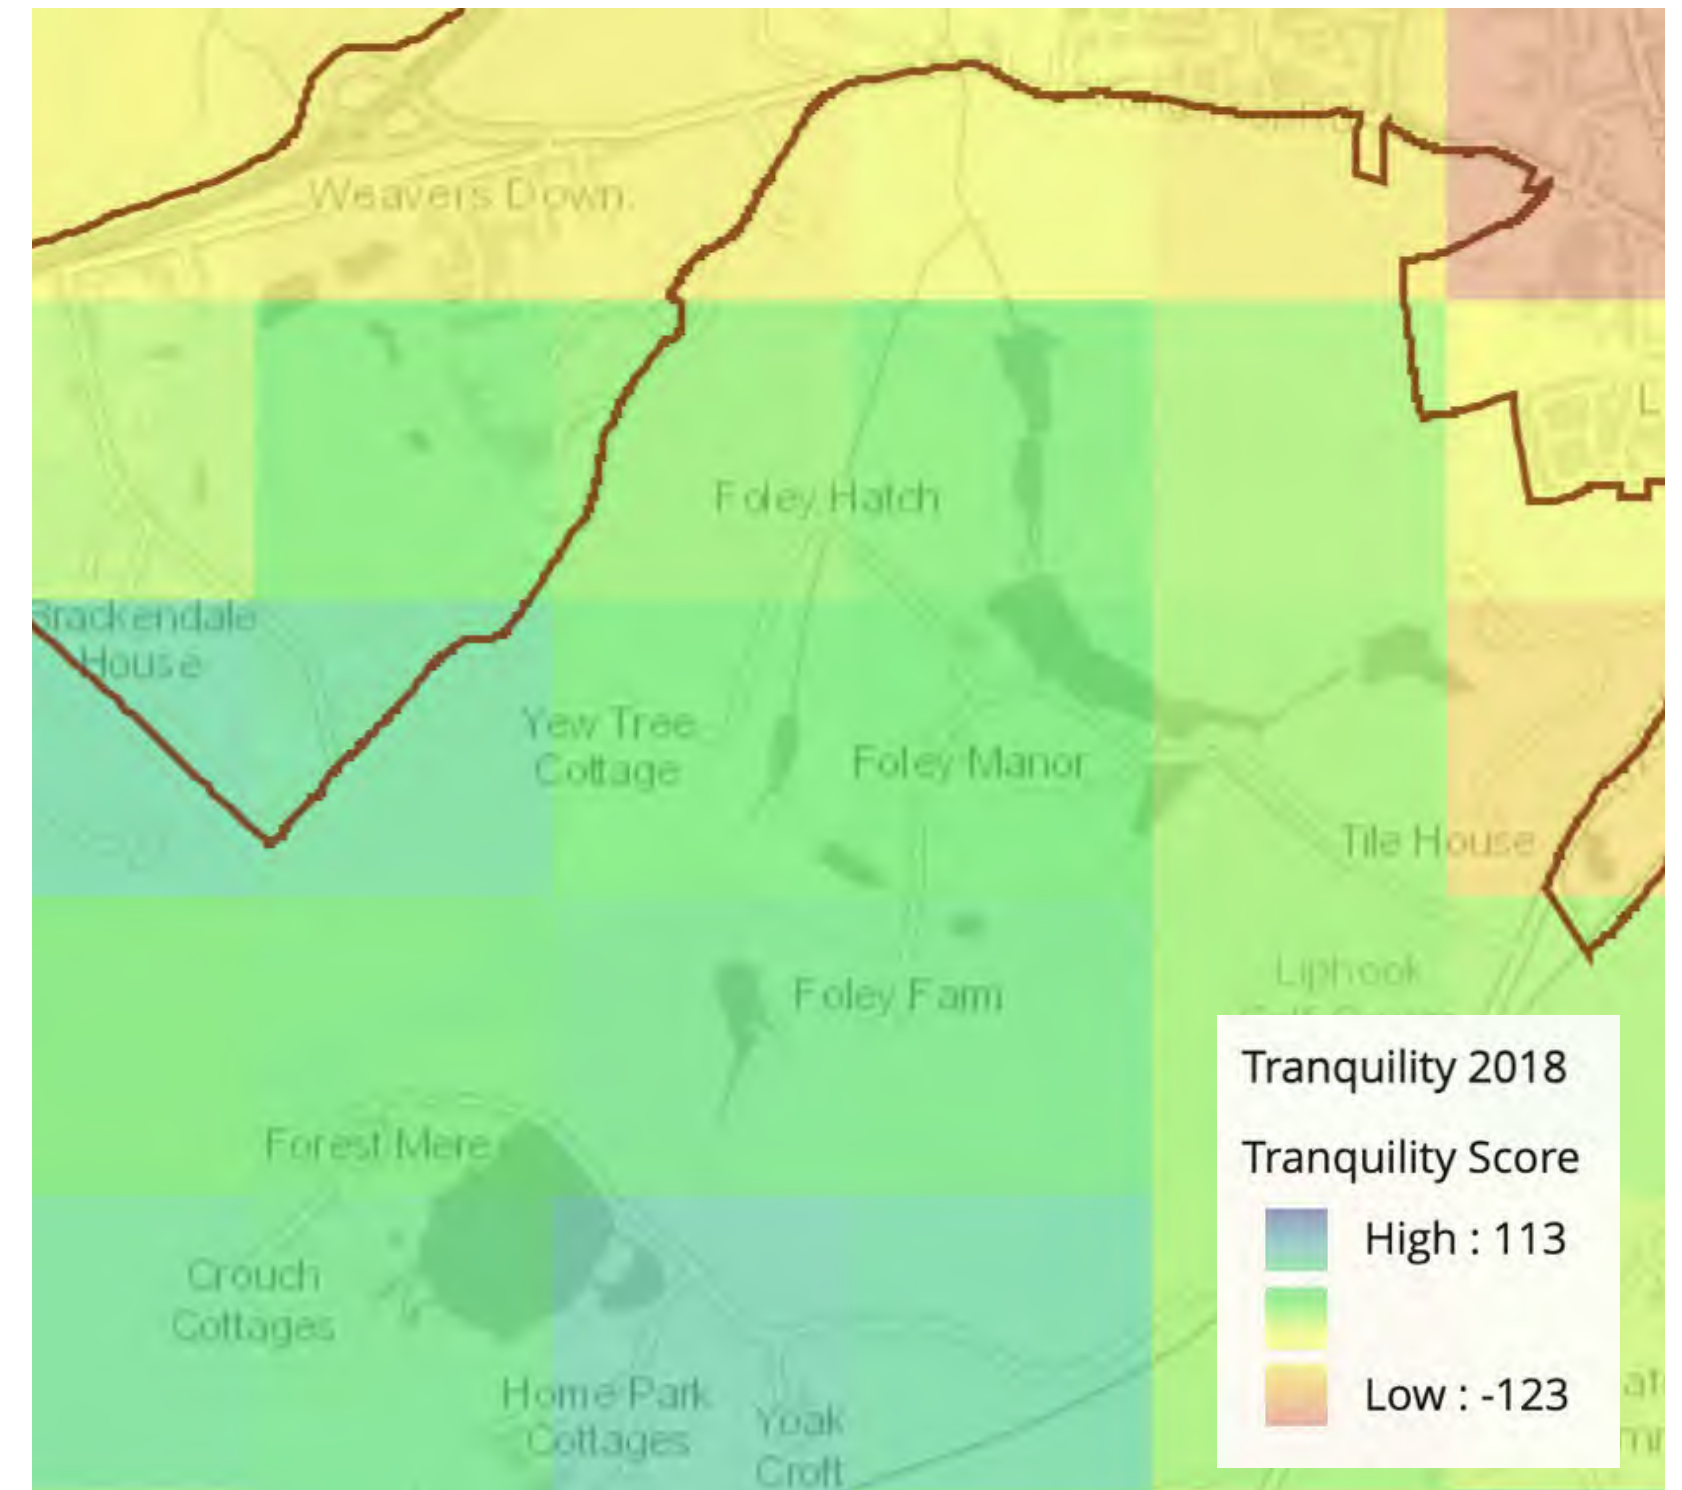 Weavers Down
L
Foley Hatch
Brackendale
House
Yew Tree
Cottage
Foley Manor
Tile House
Liphook
Foley Farm
Tranquility 2018
Forest Mere
Tranquility Score
High : 113
Crouch
Cottages
Low : -123
Home Park
Cottages
Yoak
Croft